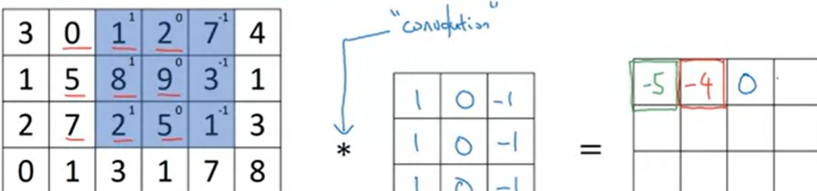 "convolution"
3 0 1 1 2 0 7 -1 4
1 5 8 1 9 0 3 -1 1
2 7 2 1 5 0 1 -1 3
0 1 3 1 7 8
*
1 0 -1
1 0 -1
1 0 -1
=
-5 -4 0